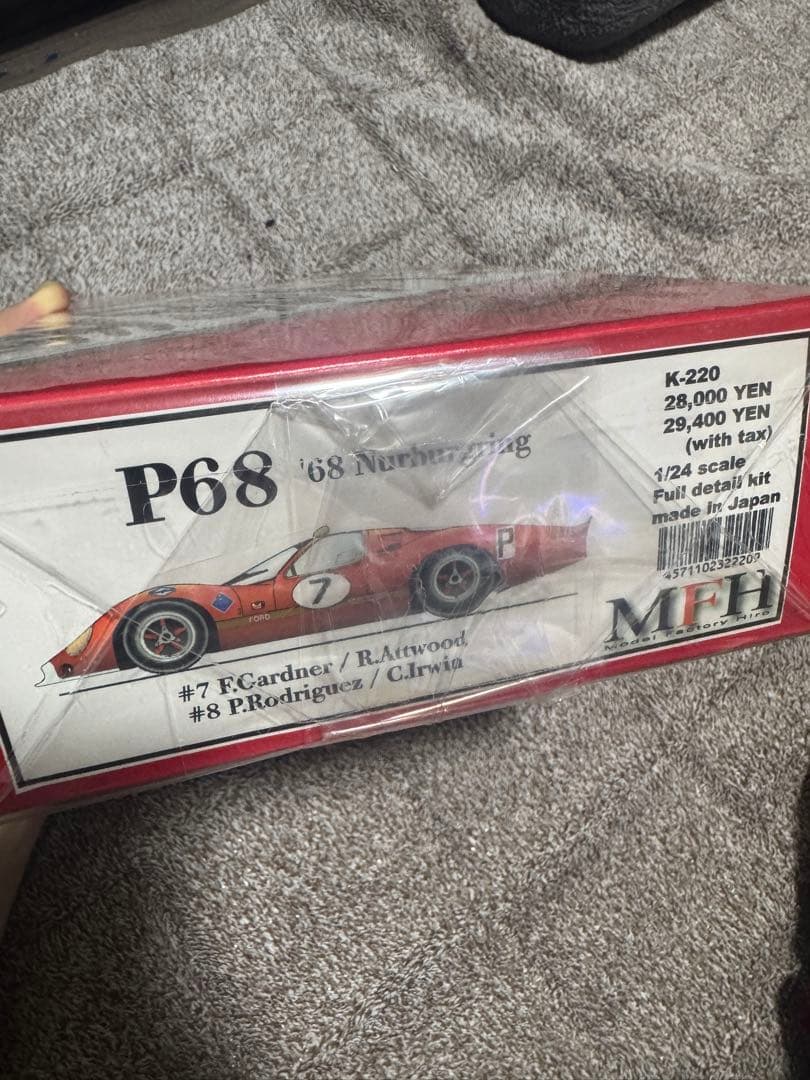 P68 '68 Nurburgring
K-220
28,000 YEN
29,400 YEN
(with tax)
1/24 scale
Full detail kit
made in Japan
4571102322209
7
FORD
P
MFH
Model Factory Hiro
#7 F.Gardner / R.Attwood
#8 P.Rodriguez / C.Irwin